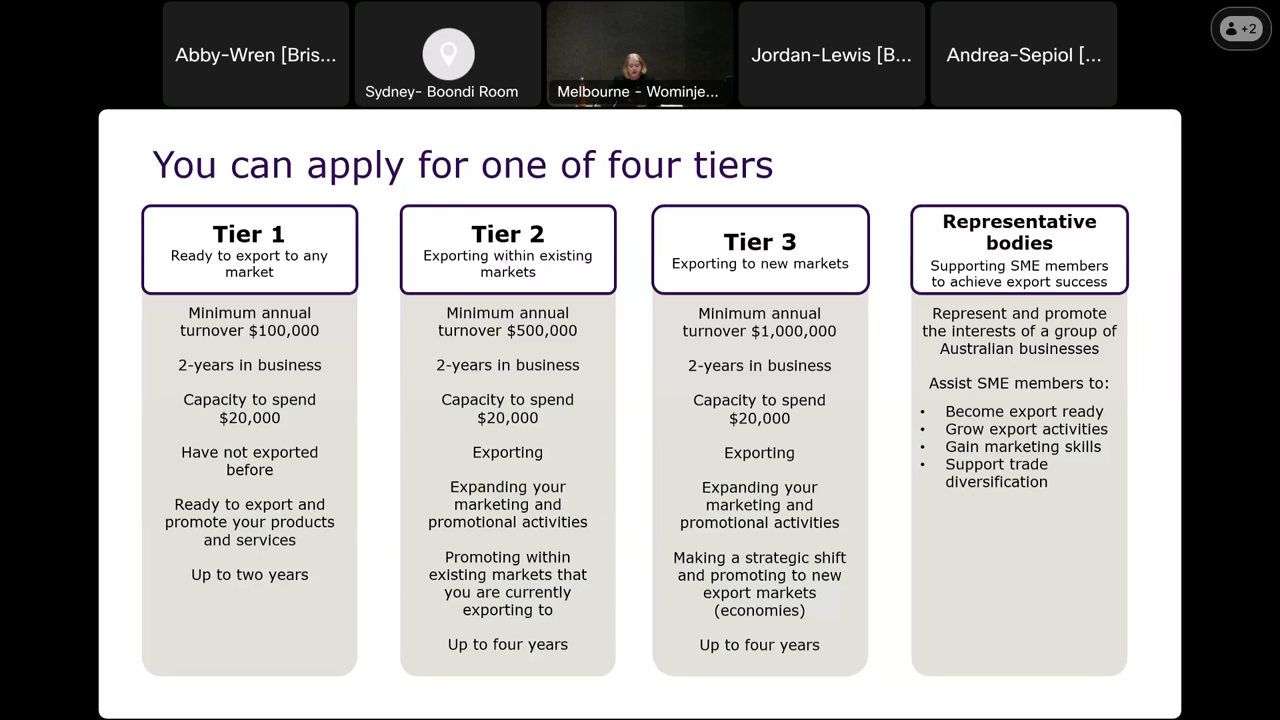 Abby-Wren [Bris...
Sydney- Boondi Room
Melbourne - Wominje...
Jordan-Lewis [B...
Andrea-Sepiol [...
+2
You can apply for one of four tiers
Tier 1
Ready to export to any
market
Minimum annual
turnover $100,000
2-years in business
Capacity to spend
$20,000
Have not exported
before
Ready to export and
promote your products
and services
Up to two years
Tier 2
Exporting within existing
markets
Minimum annual
turnover $500,000
2-years in business
Capacity to spend
$20,000
Exporting
Expanding your
marketing and
promotional activities
Promoting within
existing markets that
you are currently
exporting to
Up to four years
Tier 3
Exporting to new markets
Minimum annual
turnover $1,000,000
2-years in business
Capacity to spend
$20,000
Exporting
Expanding your
marketing and
promotional activities
Making a strategic shift
and promoting to new
export markets
(economies)
Up to four years
Representative
bodies
Supporting SME members
to achieve export success
Represent and promote
the interests of a group of
Australian businesses
Assist SME members to:
• Become export ready
• Grow export activities
• Gain marketing skills
• Support trade
diversification